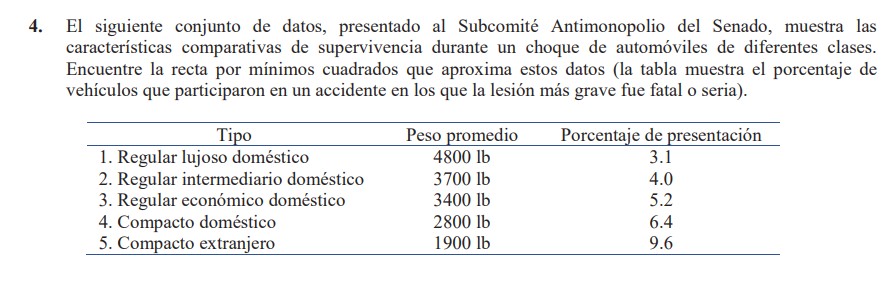 4. El siguiente conjunto de datos, presentado al Subcomité Antimonopolio del Senado, muestra las
características comparativas de supervivencia durante un choque de automóviles de diferentes clases.
Encuentre la recta por mínimos cuadrados que aproxima estos datos (la tabla muestra el porcentaje de
vehículos que participaron en un accidente en los que la lesión más grave fue fatal o seria).
Tipo Peso promedio Porcentaje de presentación
1. Regular lujoso doméstico 4800 lb 3.1
2. Regular intermediario doméstico 3700 lb 4.0
3. Regular económico doméstico 3400 lb 5.2
4. Compacto doméstico 2800 lb 6.4
5. Compacto extranjero 1900 lb 9.6